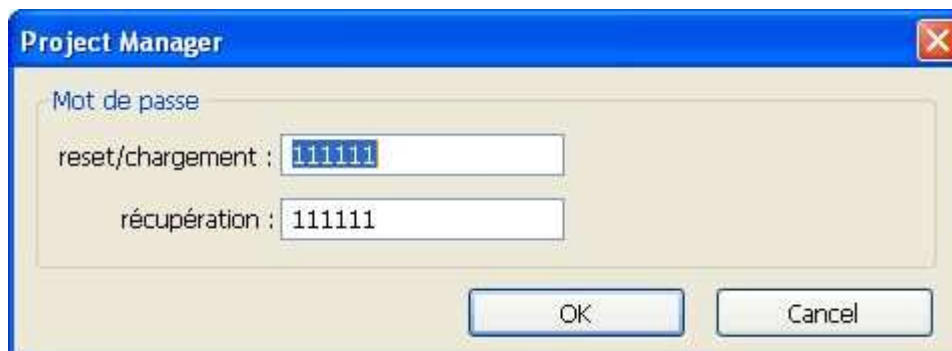 Project Manager
Mot de passe
reset/chargement : 111111
récupération : 111111
OK Cancel